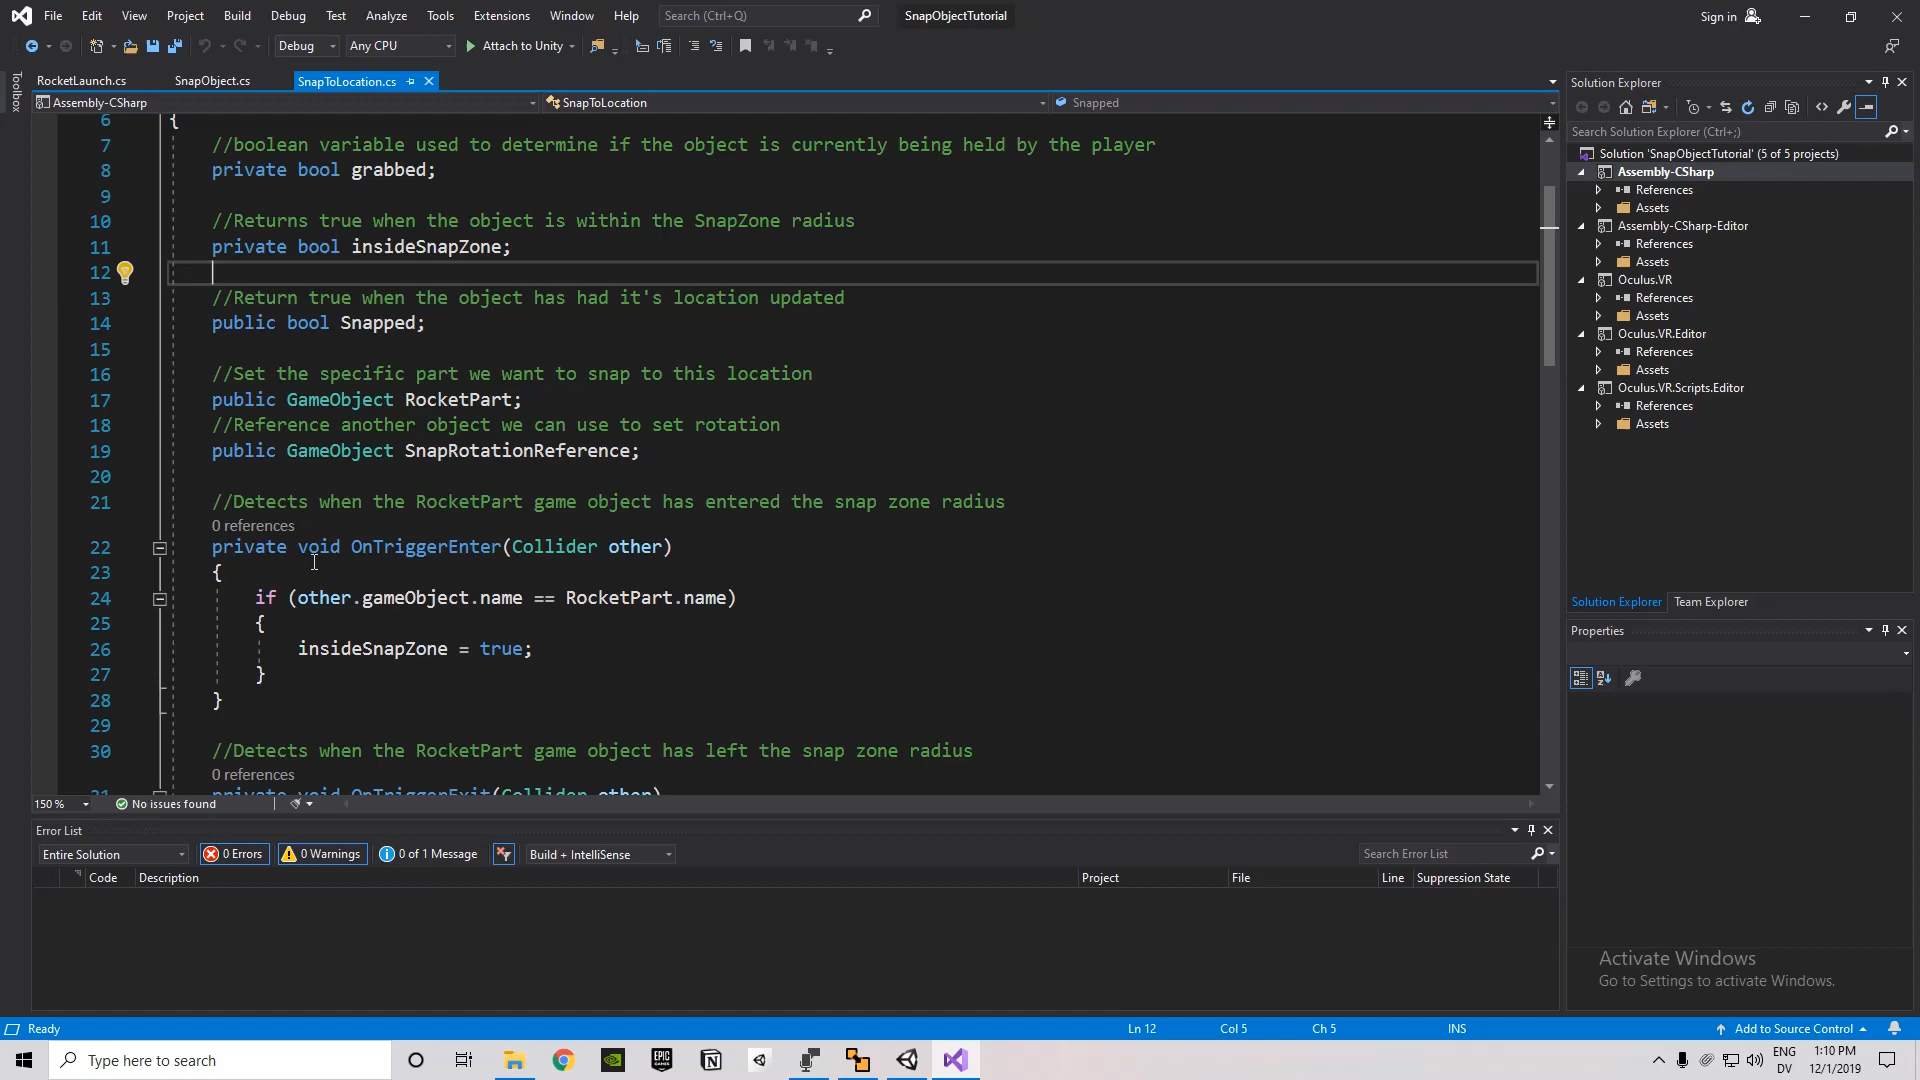 File Edit View Project Build Debug Test Analyze Tools Extensions Window Help Search (Ctrl+Q) SnapObjectTutorial Sign in
Debug Any CPU Attach to Unity
Toolbox
RocketLaunch.cs SnapObject.cs SnapToLocation.cs
Assembly-CSharp SnapToLocation Snapped
6 {
7 //boolean variable used to determine if the object is currently being held by the player
8 private bool grabbed;
9
10 //Returns true when the object is within the SnapZone radius
11 private bool insideSnapZone;
12
13 //Return true when the object has had it's location updated
14 public bool Snapped;
15
16 //Set the specific part we want to snap to this location
17 public GameObject RocketPart;
18 //Reference another object we can use to set rotation
19 public GameObject SnapRotationReference;
20
21 //Detects when the RocketPart game object has entered the snap zone radius
0 references
22 private void OnTriggerEnter(Collider other)
23 {
24 if (other.gameObject.name == RocketPart.name)
25 {
26 insideSnapZone = true;
27 }
28 }
29
30 //Detects when the RocketPart game object has left the snap zone radius
0 references
31 private void OnTriggerExit(Collider other)
150 % No issues found
Error List
Entire Solution 0 Errors 0 Warnings 0 of 1 Message Build + IntelliSense Search Error List
Code Description Project File Line Suppression State
Solution Explorer
Search Solution Explorer (Ctrl+;)
Solution 'SnapObjectTutorial' (5 of 5 projects)
Assembly-CSharp
References
Assets
Assembly-CSharp-Editor
References
Assets
Oculus.VR
References
Assets
Oculus.VR.Editor
References
Assets
Oculus.VR.Scripts.Editor
References
Assets
Solution Explorer Team Explorer
Properties
Activate Windows
Go to Settings to activate Windows.
Ready Ln 12 Col 5 Ch 5 INS Add to Source Control
Type here to search
EPIC GAMES
ENG
DV
1:10 PM
12/1/2019